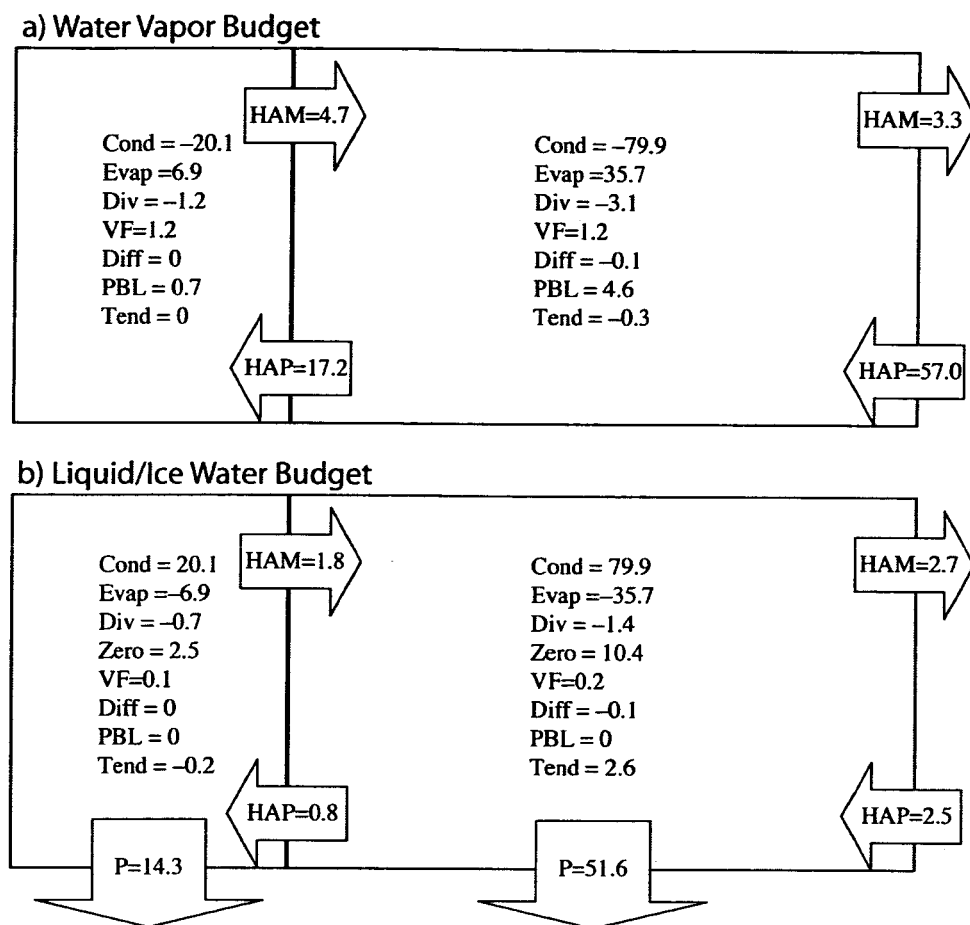 a) Water Vapor Budget
HAM=4.7
HAM=3.3
Cond = –20.1
Evap =6.9
Div = –1.2
VF=1.2
Diff = 0
PBL = 0.7
Tend = 0
Cond = –79.9
Evap =35.7
Div = –3.1
VF=1.2
Diff = –0.1
PBL = 4.6
Tend = –0.3
HAP=17.2
HAP=57.0
b) Liquid/Ice Water Budget
HAM=1.8
HAM=2.7
Cond = 20.1
Evap =–6.9
Div = –0.7
Zero = 2.5
VF=0.1
Diff = 0
PBL = 0
Tend = –0.2
Cond = 79.9
Evap =–35.7
Div = –1.4
Zero = 10.4
VF=0.2
Diff = –0.1
PBL = 0
Tend = 2.6
HAP=0.8
HAP=2.5
P=14.3
P=51.6